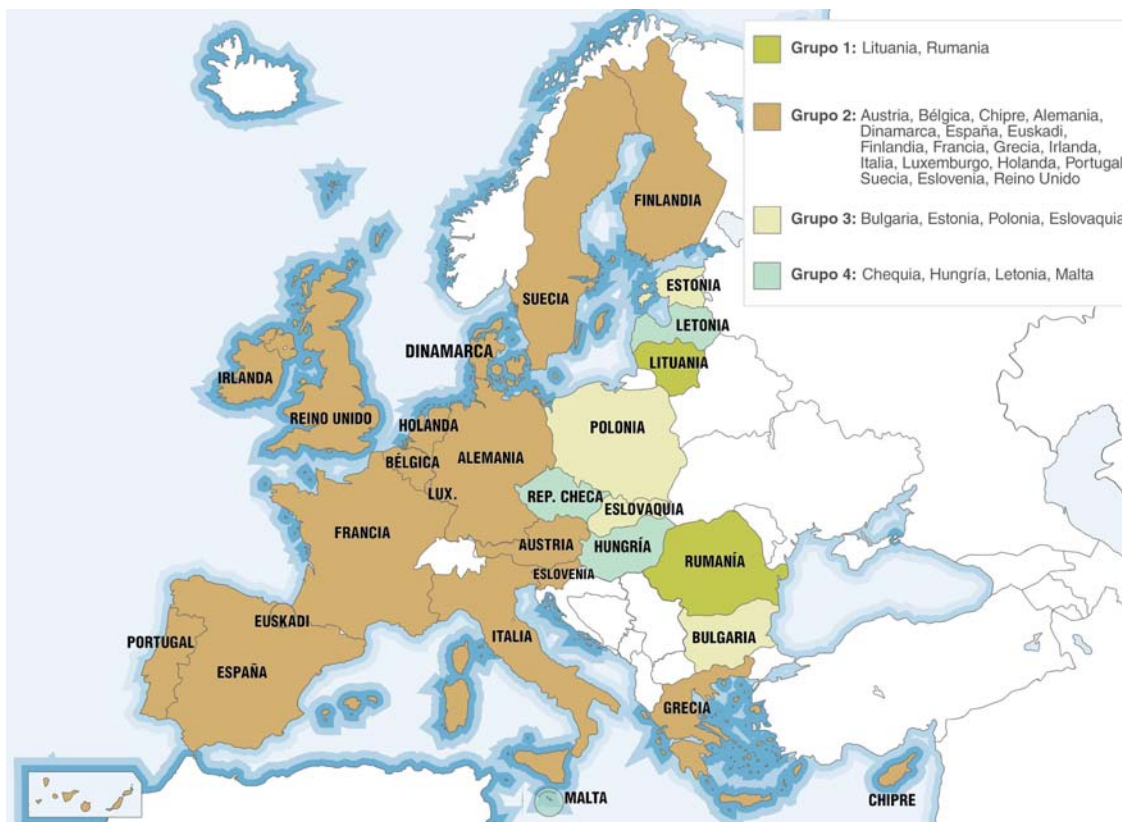 Grupo 1: Lituania, Rumania
Grupo 2: Austria, Bélgica, Chipre, Alemania,
Dinamarca, España, Euskadi,
Finlandia, Francia, Grecia, Irlanda,
Italia, Luxemburgo, Holanda, Portugal
Suecia, Eslovenia, Reino Unido
Grupo 3: Bulgaria, Estonia, Polonia, Eslovaquia
Grupo 4: Chequia, Hungría, Letonia, Malta
FINLANDIA
SUECIA
ESTONIA
LETONIA
DINAMARCA
LITUANIA
IRLANDA
REINO UNIDO
HOLANDA
POLONIA
BÉLGICA
ALEMANIA
LUX.
REP. CHECA
ESLOVAQUIA
FRANCIA
AUSTRIA
HUNGRÍA
RUMANÍA
ESLOVENIA
EUSKADI
PORTUGAL
ITALIA
BULGARIA
ESPAÑA
GRECIA
MALTA
CHIPRE